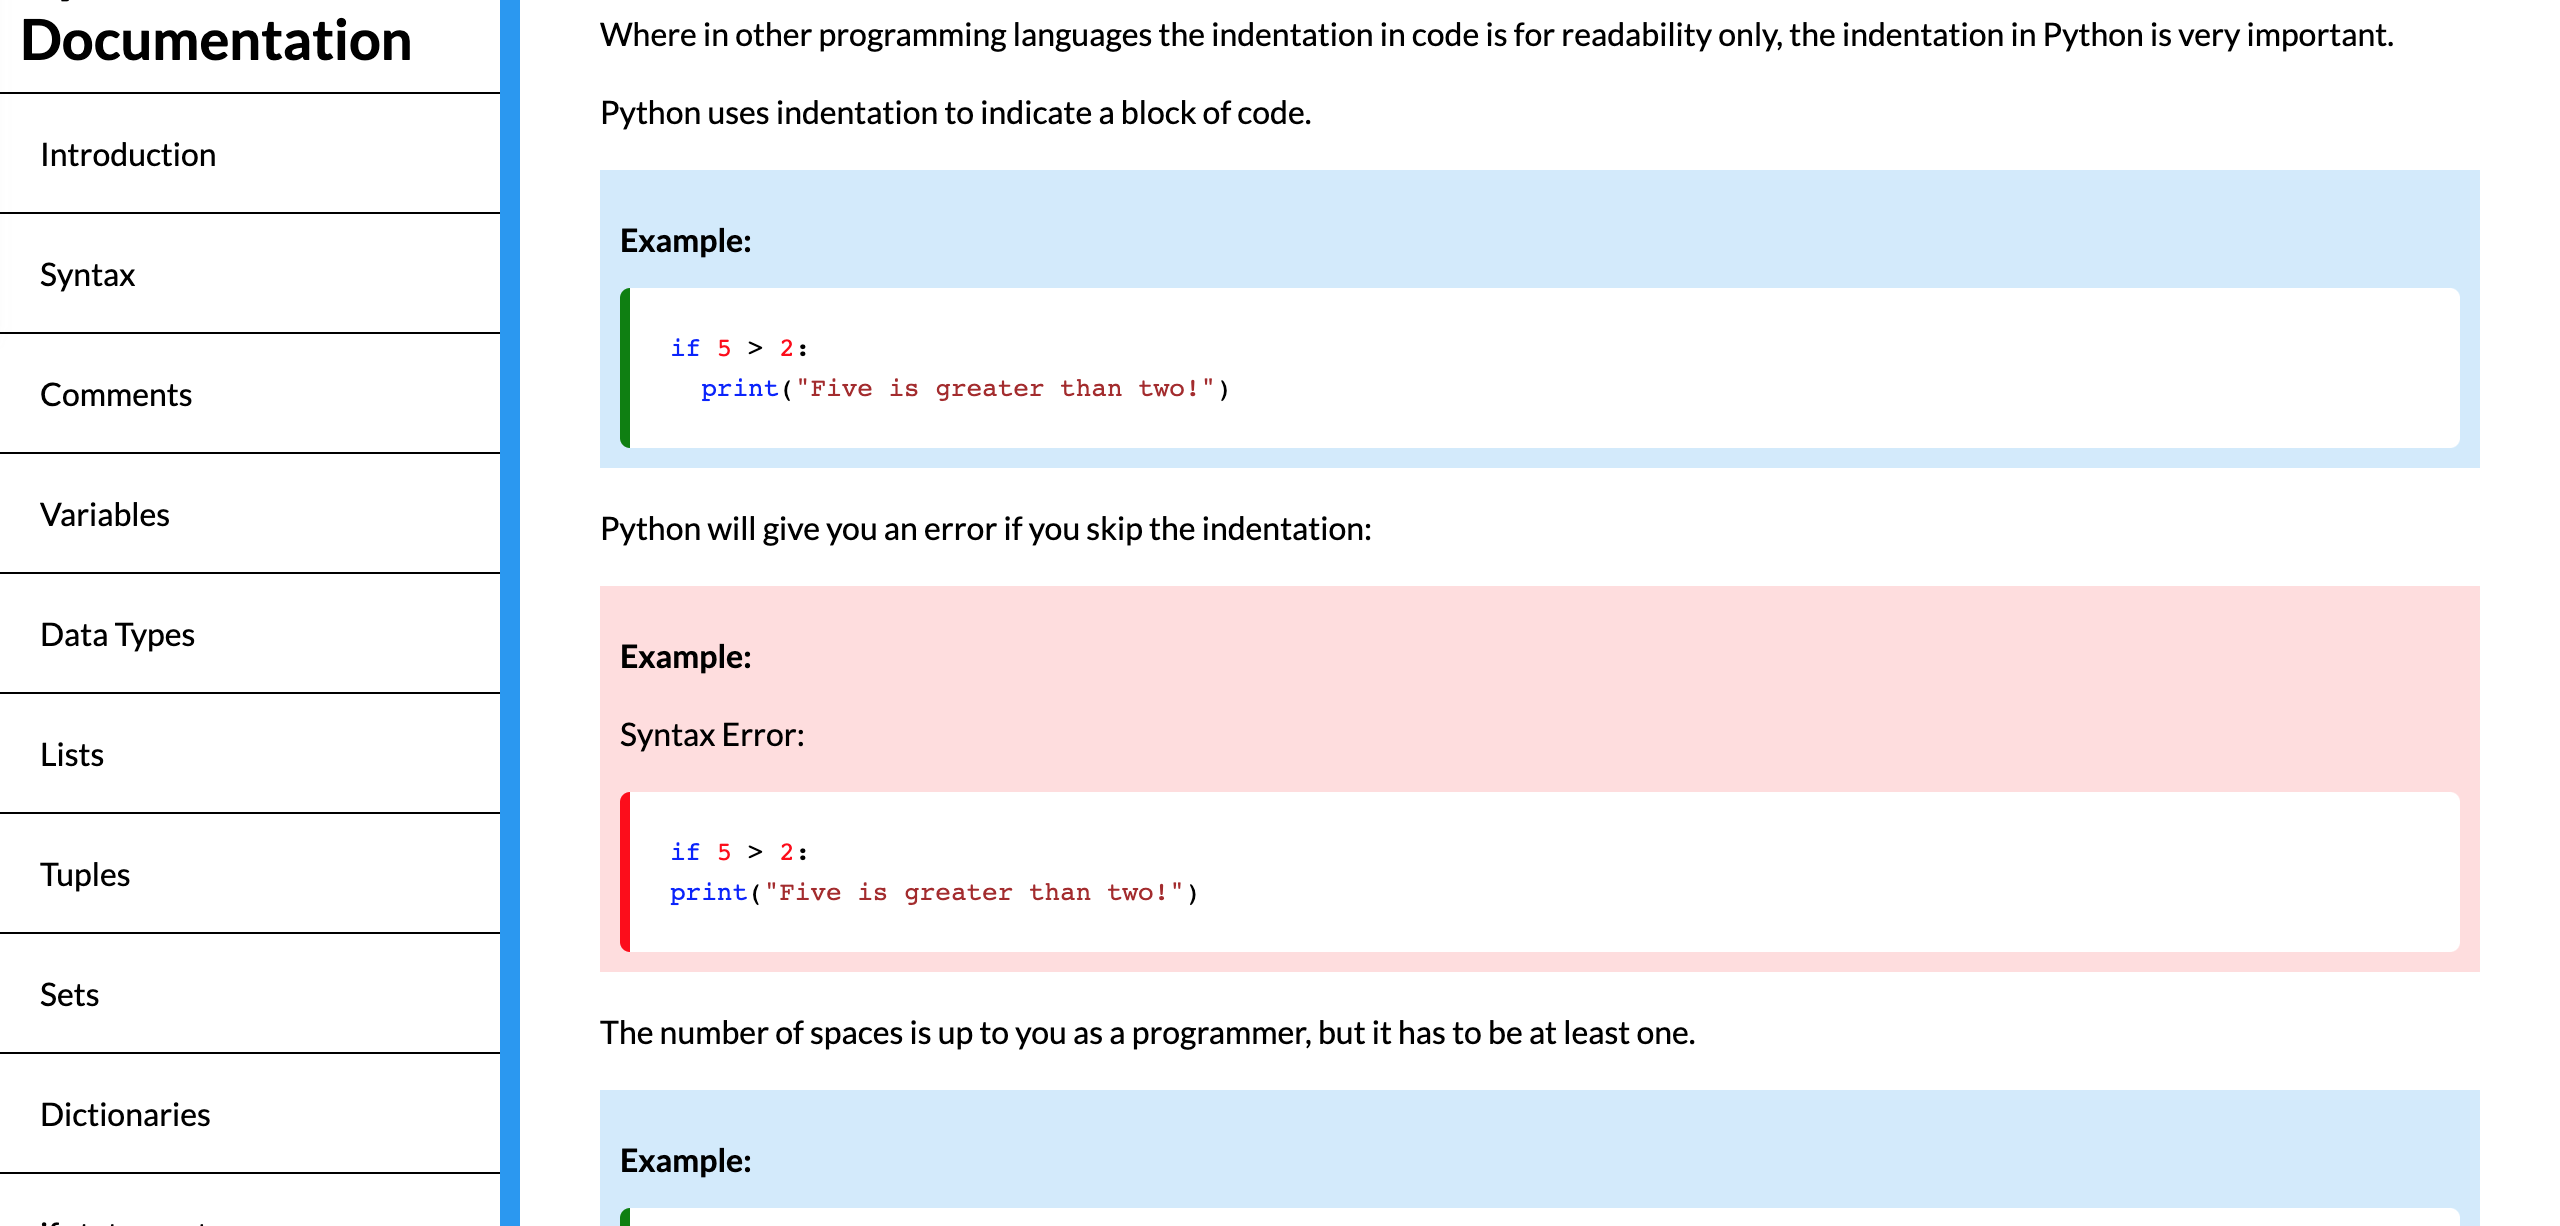 Documentation
Introduction
Syntax
Comments
Variables
Data Types
Lists
Tuples
Sets
Dictionaries
Where in other programming languages the indentation in code is for readability only, the indentation in Python is very important.
Python uses indentation to indicate a block of code.
Example:
if 5 > 2:
  print("Five is greater than two!")
Python will give you an error if you skip the indentation:
Example:
Syntax Error:
if 5 > 2:
print("Five is greater than two!")
The number of spaces is up to you as a programmer, but it has to be at least one.
Example: